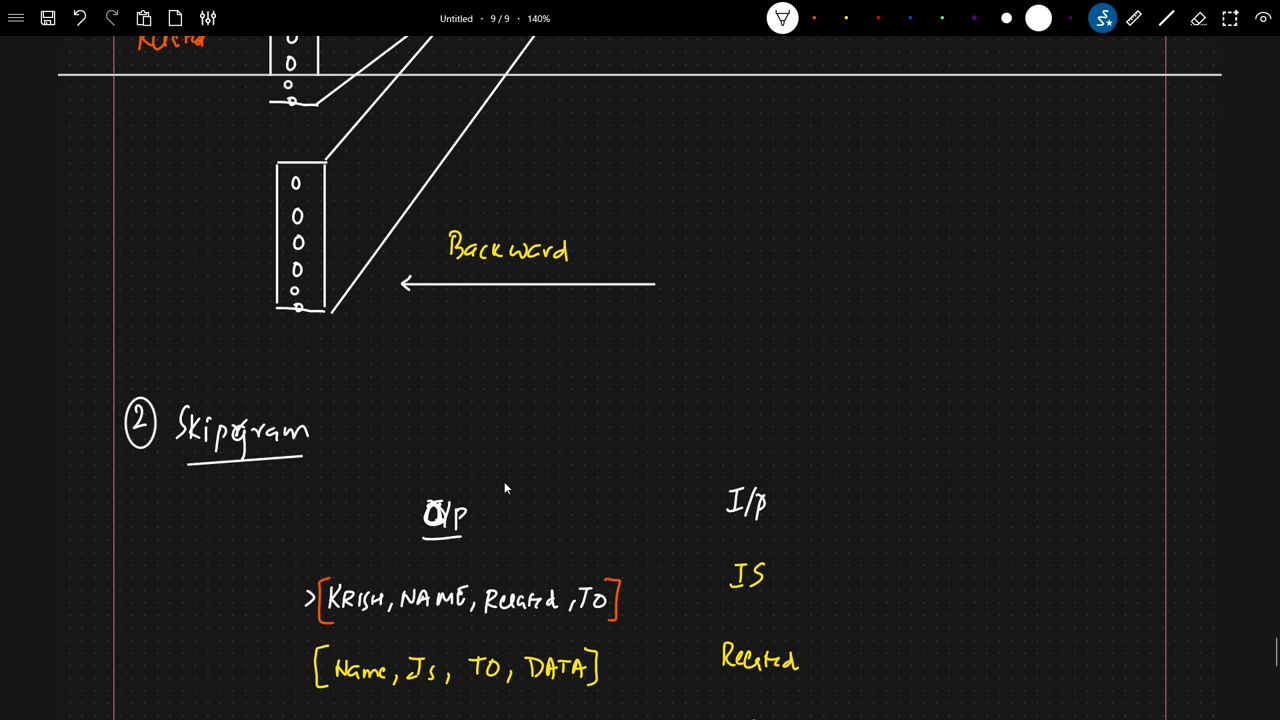 Untitled • 9 / 9 • 140%
Backward
2 Skipgram
O/p I/p
> [KRISH, NAME, Related, TO] IS
[Name, Is, TO, DATA] Related